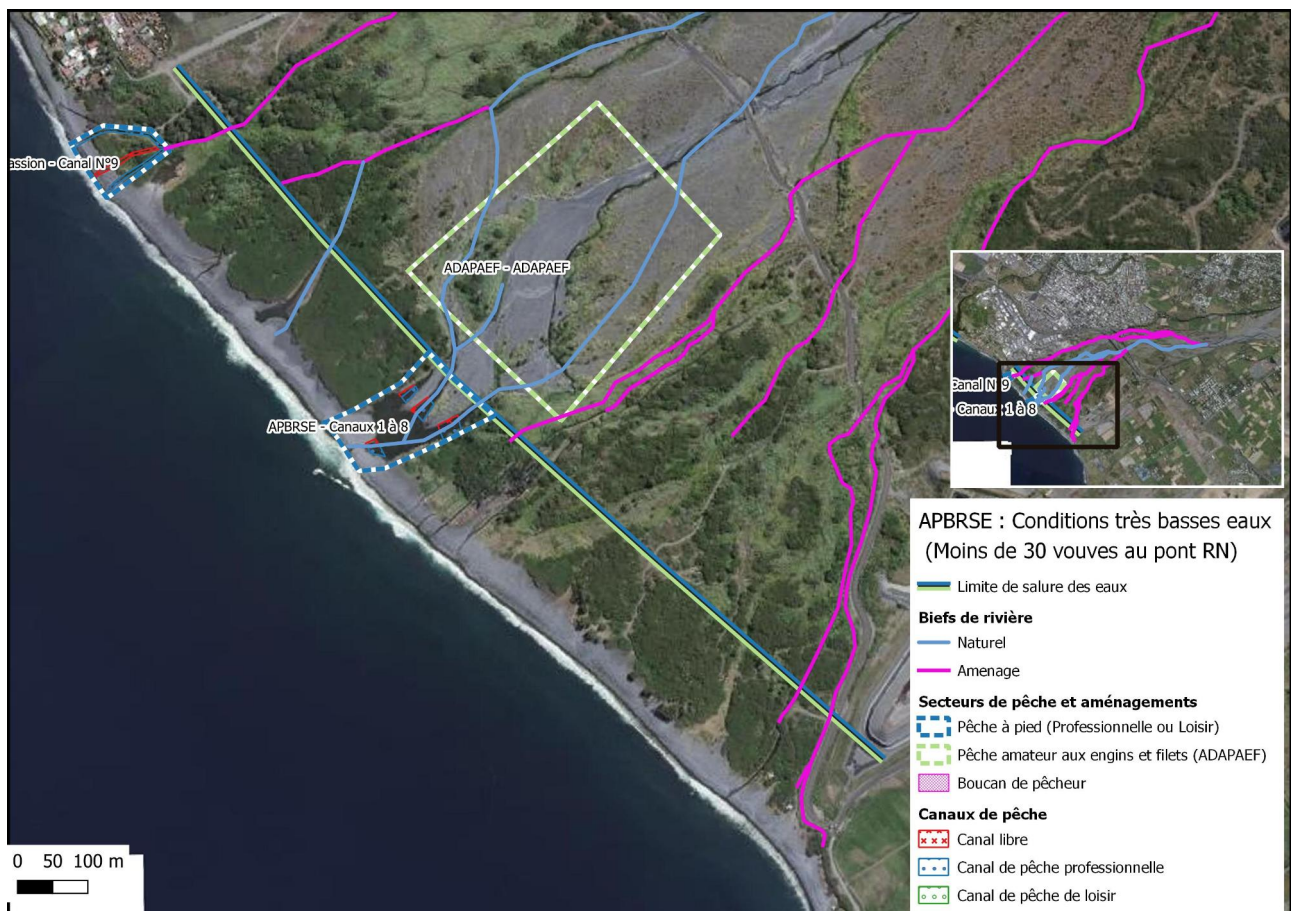 assion - Canal N°9
ADAPAEF - ADAPAEF
APBRSE - Canaux 1 à 8
Canal N°9
Canaux 1 à 8
APBRSE : Conditions très basses eaux
(Moins de 30 vouves au pont RN)
Limite de salure des eaux
Biefs de rivière
Naturel
Amenage
Secteurs de pêche et aménagements
Pêche à pied (Professionnelle ou Loisir)
Pêche amateur aux engins et filets (ADAPAEF)
Boucan de pêcheur
Canaux de pêche
Canal libre
Canal de pêche professionnelle
Canal de pêche de loisir
0 50 100 m